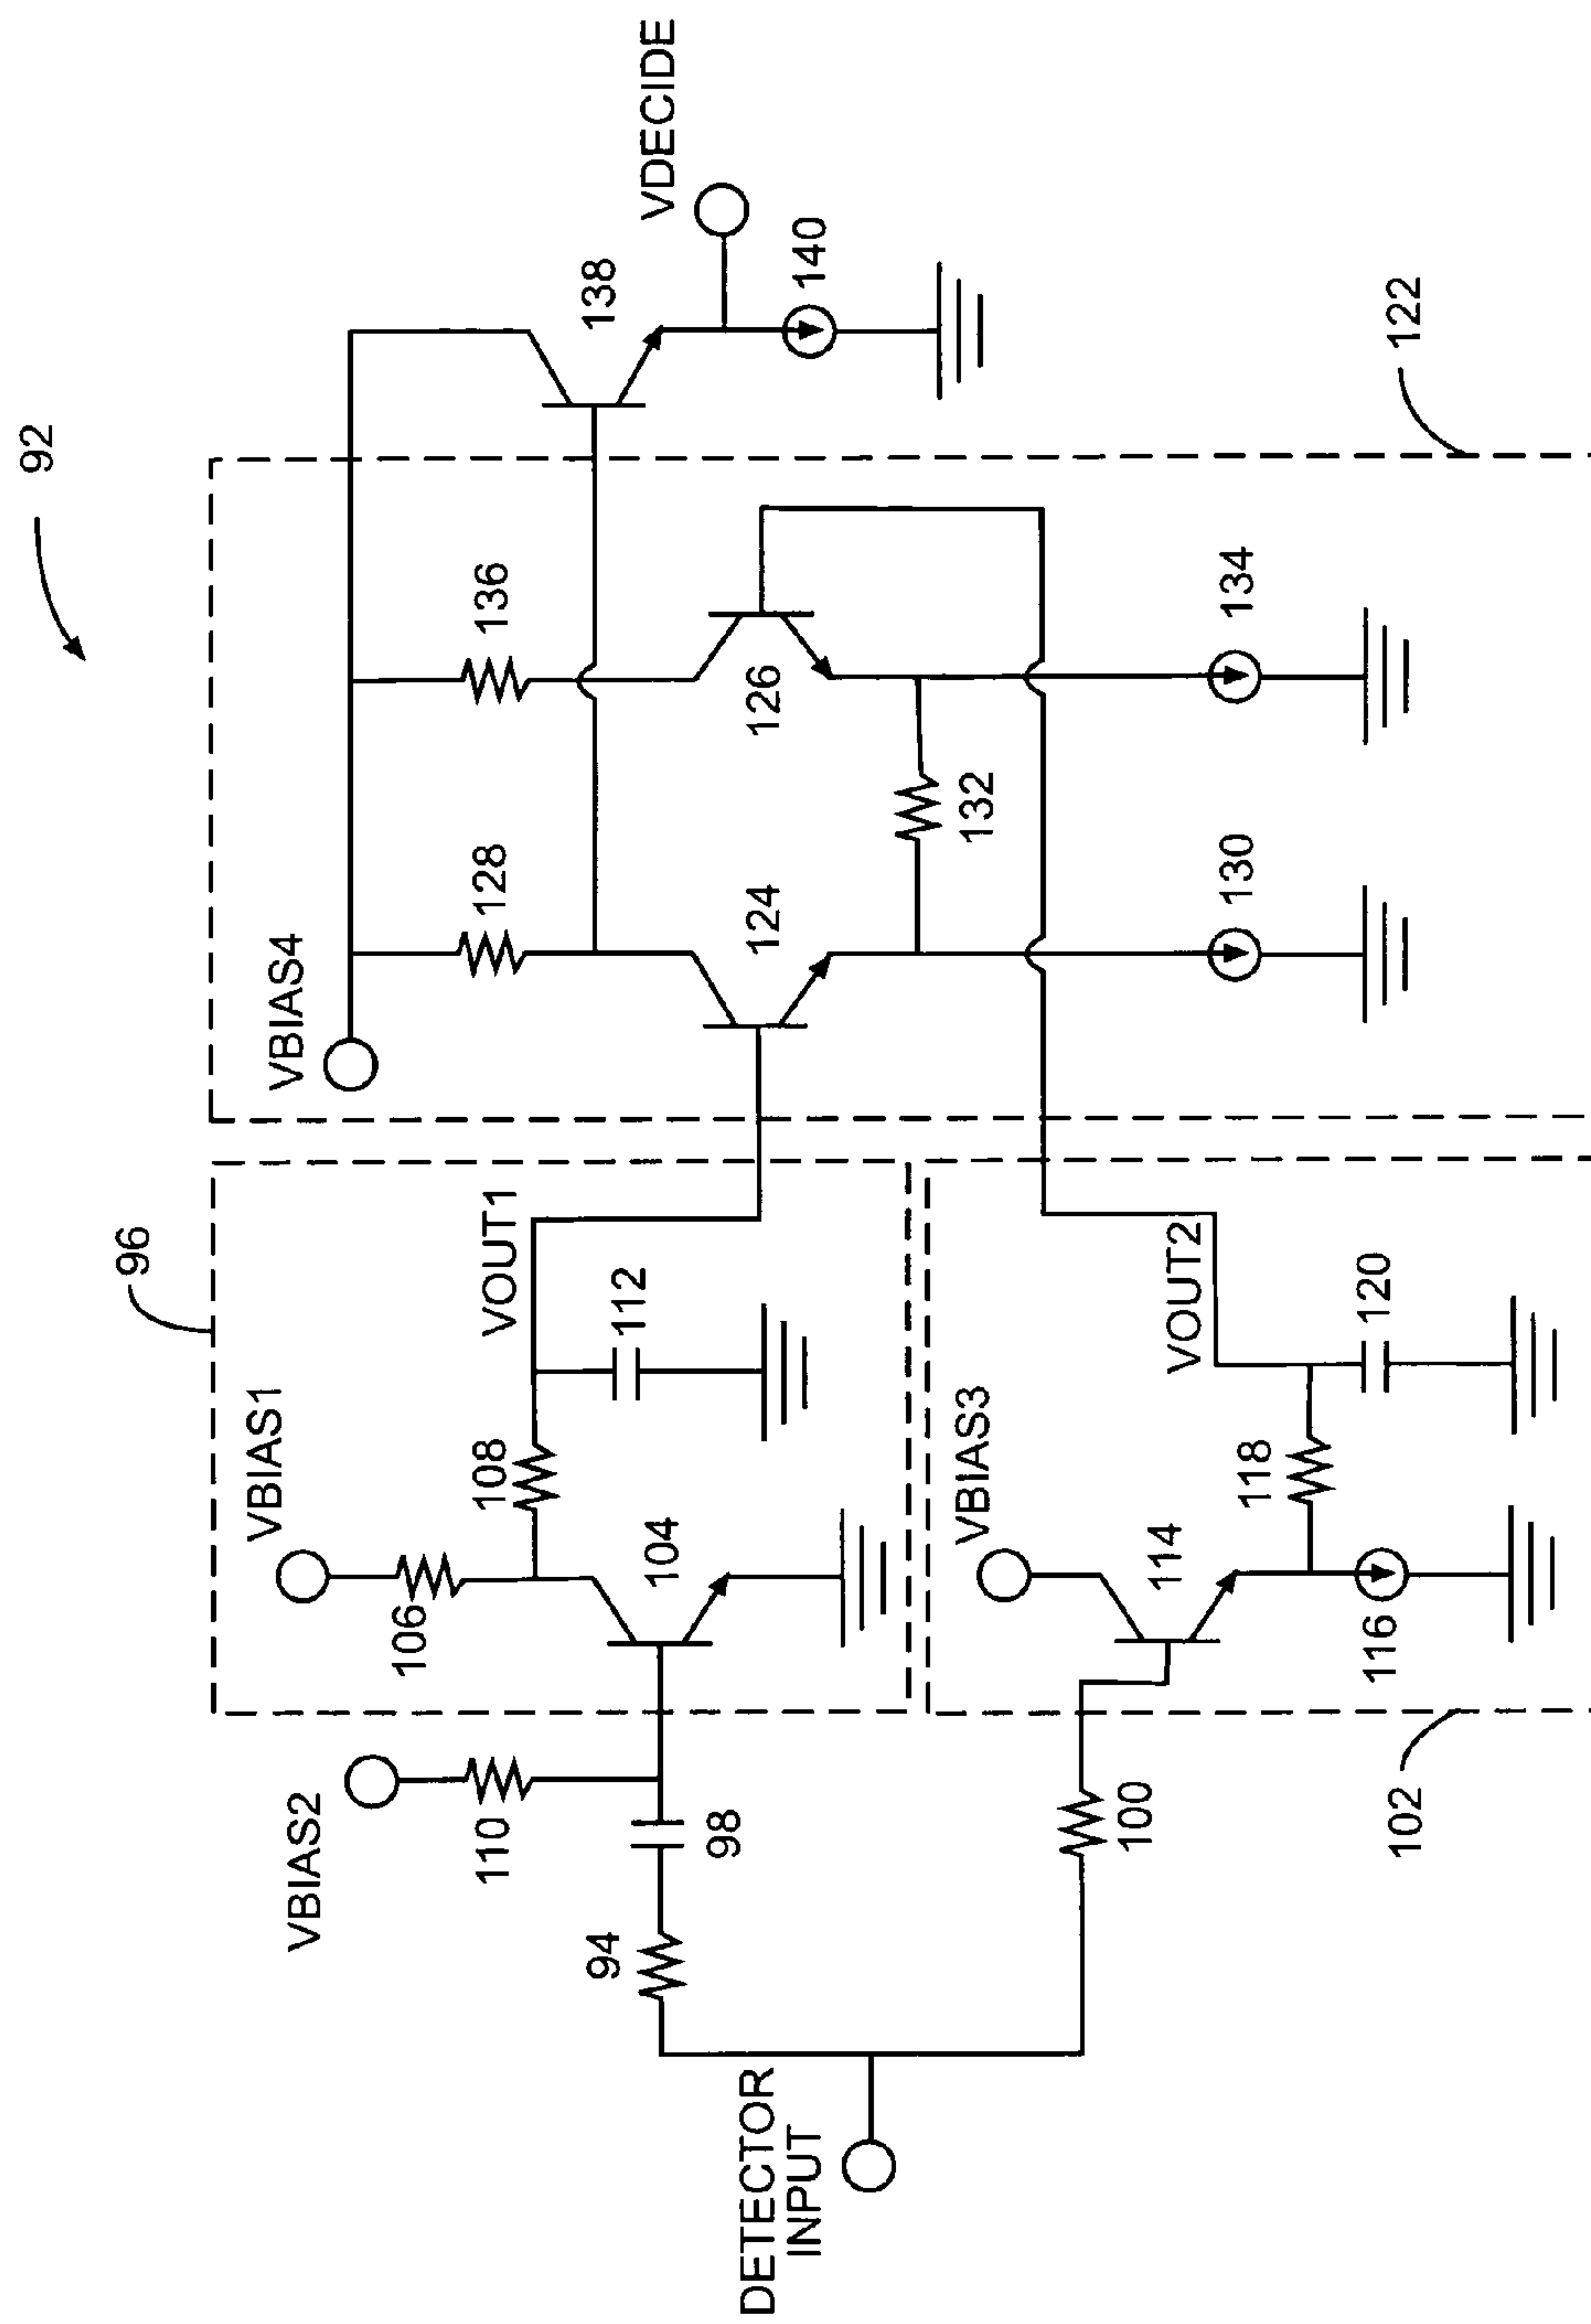 92
96
VBIAS2
VBIAS1
VBIAS4
110
106
108
VOUT1
128
136
138
VDECIDE
94
98
104
112
124
126
140
DETECTOR
INPUT
132
VBIAS3
VOUT2
100
114
118
120
130
134
116
102
122